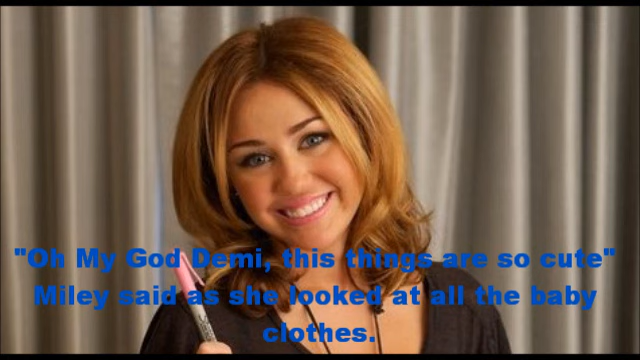 "Oh My God Demi, this things are so cute"
Miley said as she looked at all the baby
clothes.